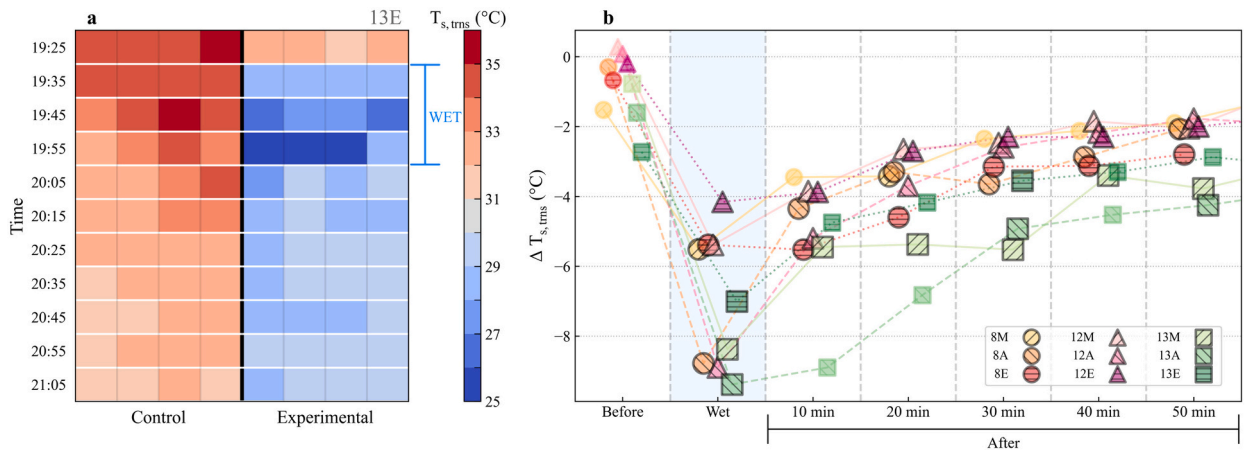 a
13E
T_s, trns (°C)
19:25
19:35
19:45
19:55
20:05
20:15
20:25
20:35
20:45
20:55
21:05
Time
WET
Control
Experimental
35
33
31
29
27
25
b
Δ T_s, trns (°C)
0
−2
−4
−6
−8
8M 12M 13M
8A 12A 13A
8E 12E 13E
Before Wet 10 min 20 min 30 min 40 min 50 min
After